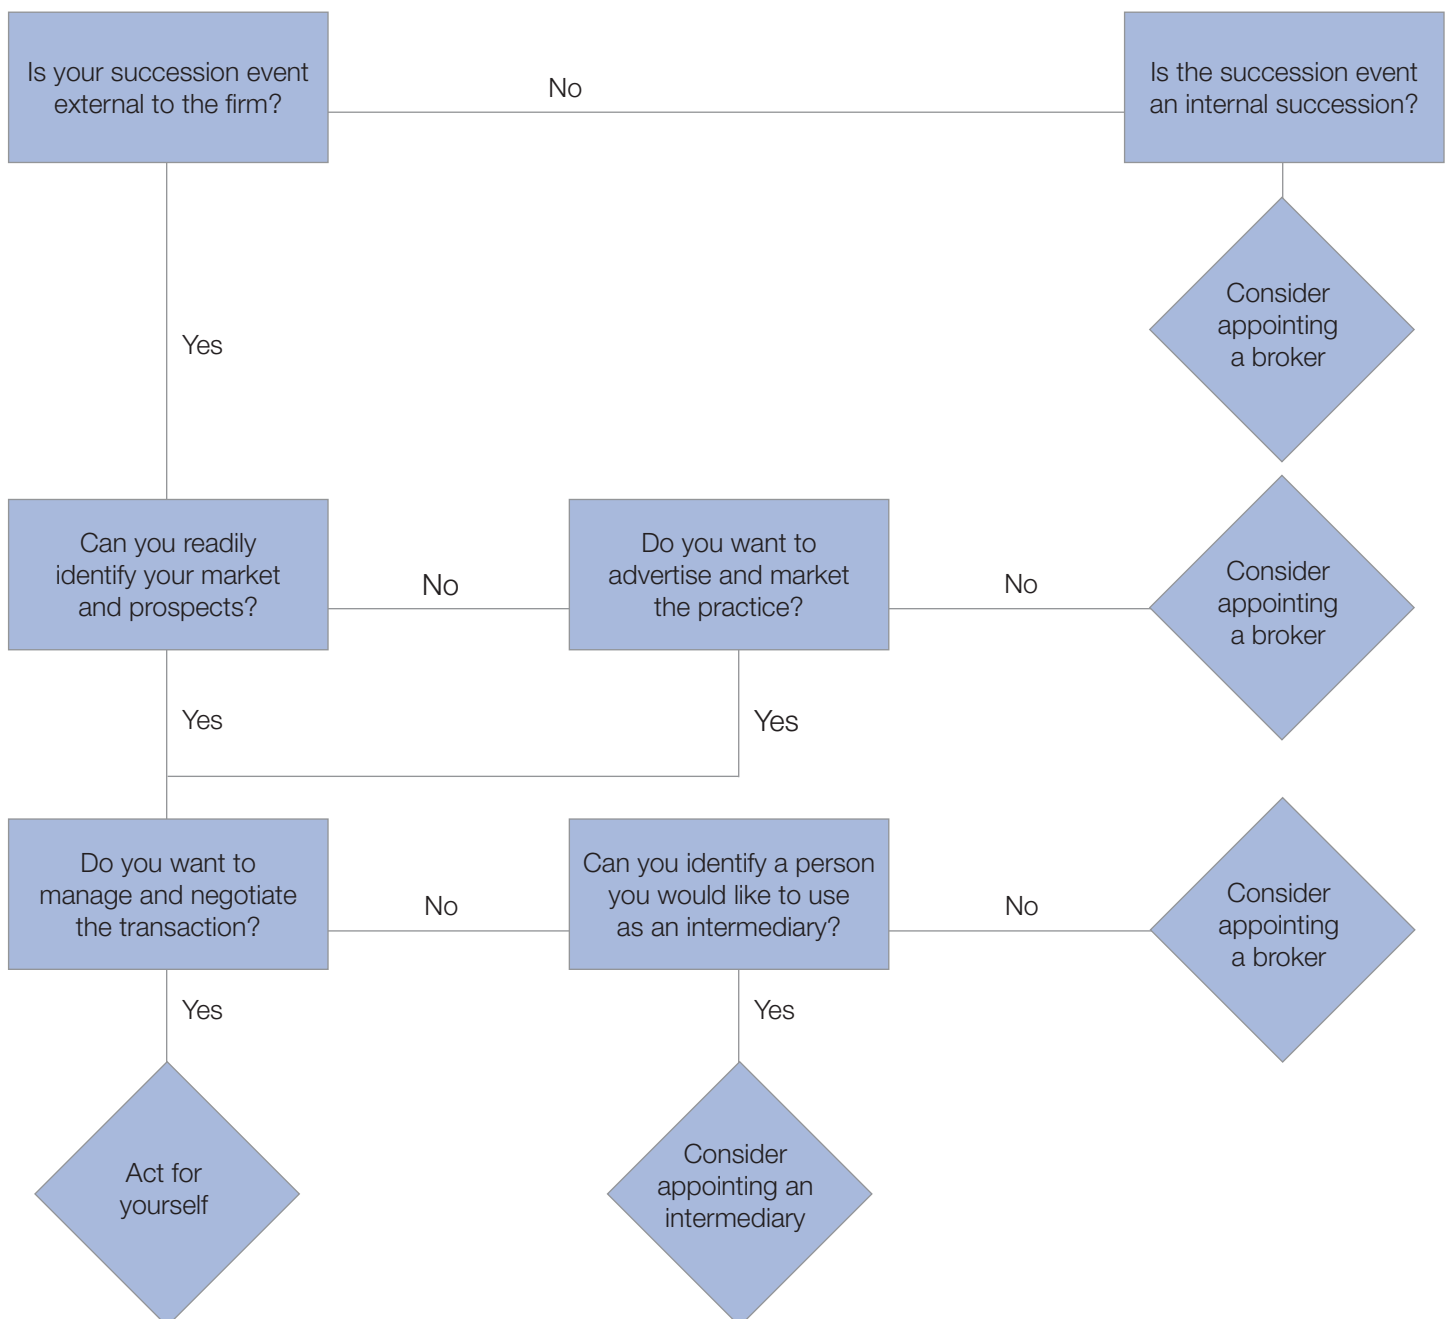 Is your succession event
external to the firm?
No
Is the succession event
an internal succession?
Consider
appointing
a broker
Yes
Can you readily
identify your market
and prospects?
No
Do you want to
advertise and market
the practice?
No
Consider
appointing
a broker
Yes
Yes
Do you want to
manage and negotiate
the transaction?
No
Can you identify a person
you would like to use
as an intermediary?
No
Consider
appointing
a broker
Yes
Yes
Act for
yourself
Consider
appointing an
intermediary